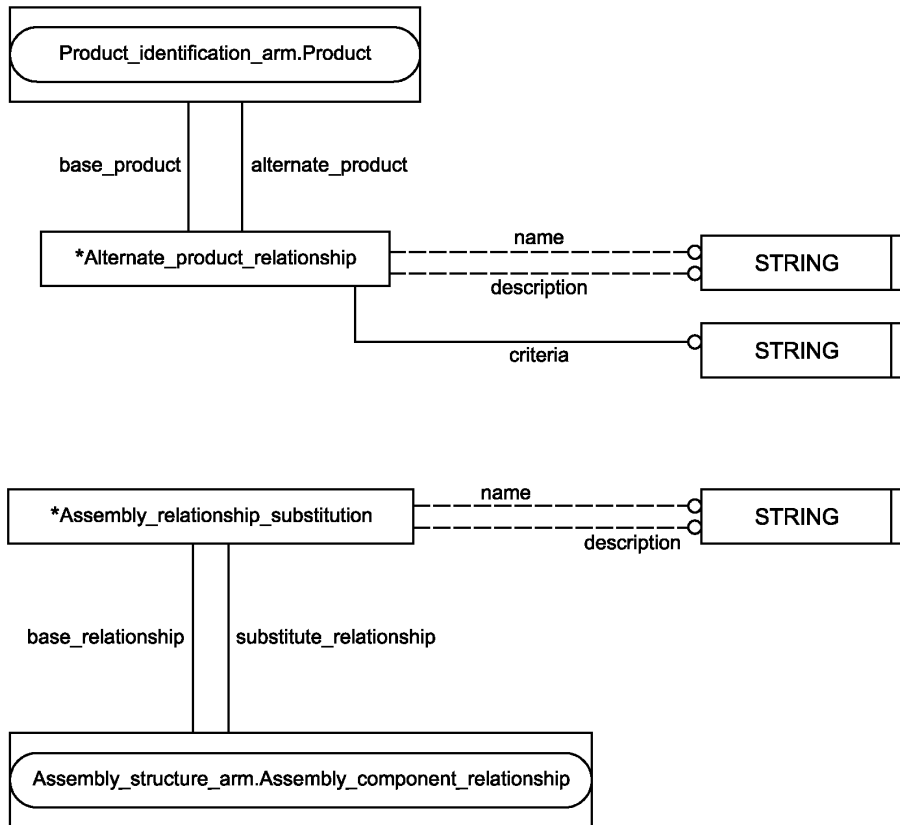 Product_identification_arm.Product
base_product
alternate_product
*Alternate_product_relationship
name
description
STRING
criteria
STRING
*Assembly_relationship_substitution
name
description
STRING
base_relationship
substitute_relationship
Assembly_structure_arm.Assembly_component_relationship